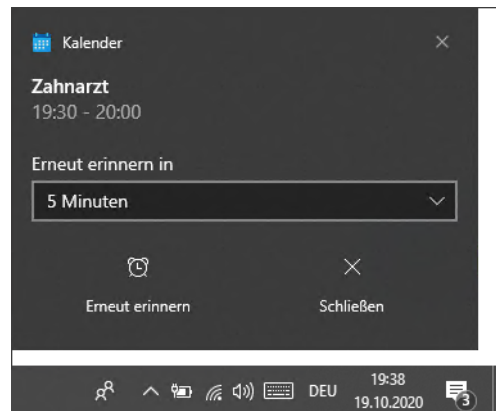 Kalender
Zahnarzt
19:30 - 20:00
Erneut erinnern in
5 Minuten
Erneut erinnern
Schließen
DEU
19:38
19.10.2020
3